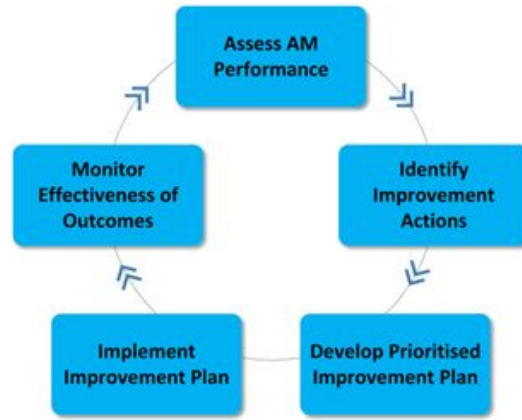 Assess AM
Performance
Identify
Improvement
Actions
Develop Prioritised
Improvement Plan
Implement
Improvement Plan
Monitor
Effectiveness of
Outcomes